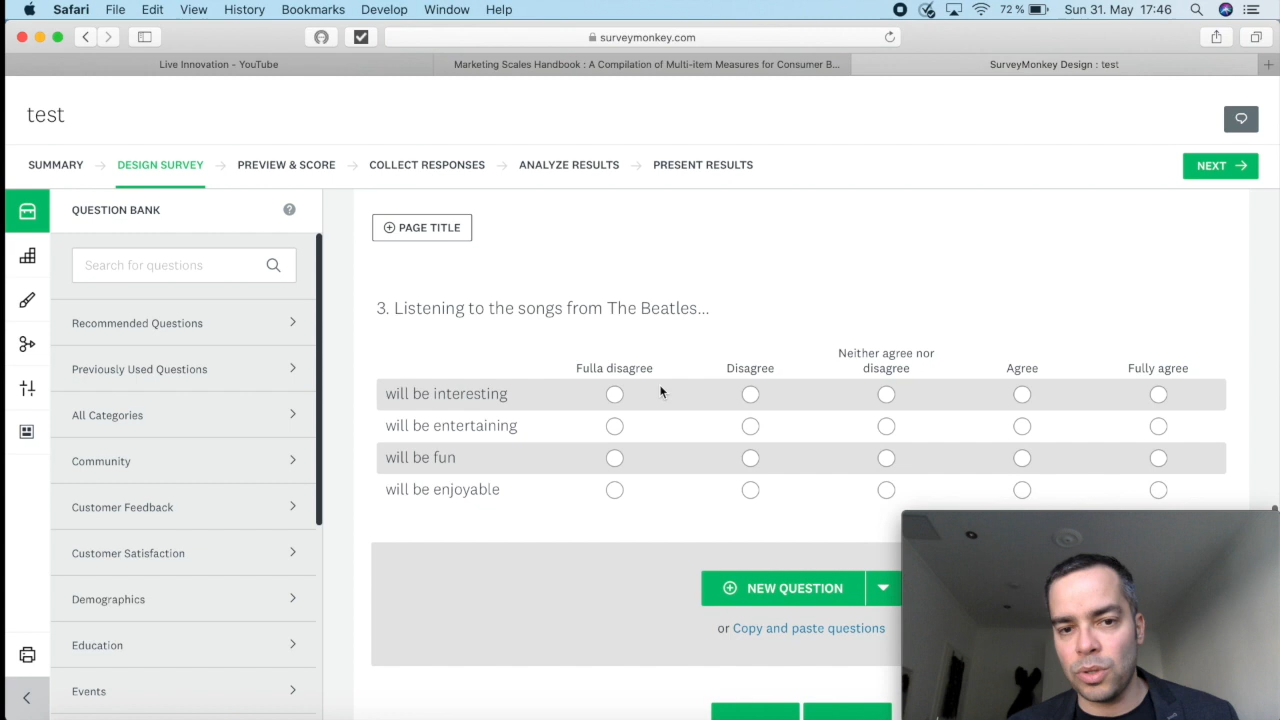 Safari File Edit View History Bookmarks Develop Window Help 72 % Sun 31. May 17:46
surveymonkey.com
Live Innovation - YouTube Marketing Scales Handbook : A Compilation of Multi-item Measures for Consumer B... SurveyMonkey Design : test
test
SUMMARY DESIGN SURVEY PREVIEW & SCORE COLLECT RESPONSES ANALYZE RESULTS PRESENT RESULTS NEXT
QUESTION BANK
Search for questions
Recommended Questions
Previously Used Questions
All Categories
Community
Customer Feedback
Customer Satisfaction
Demographics
Education
Events
PAGE TITLE
3. Listening to the songs from The Beatles...
Neither agree nor
Fulla disagree Disagree disagree Agree Fully agree
will be interesting
will be entertaining
will be fun
will be enjoyable
NEW QUESTION
or Copy and paste questions